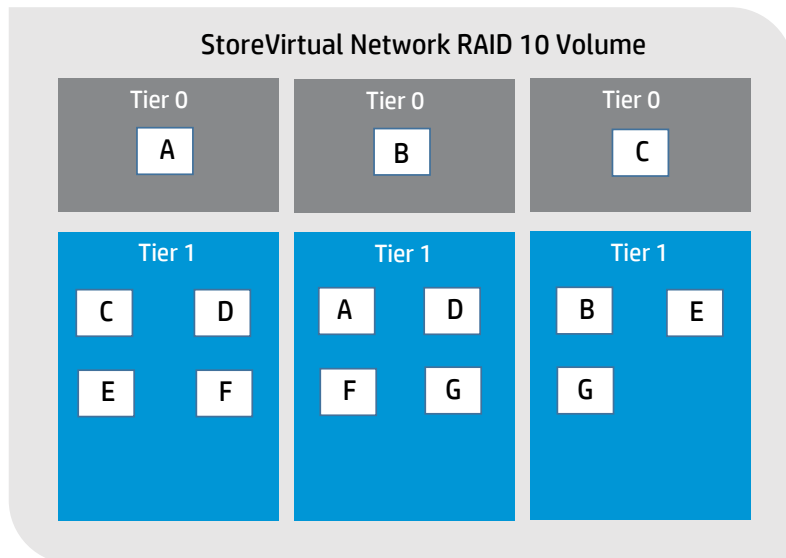 StoreVirtual Network RAID 10 Volume
Tier 0
Tier 0
Tier 0
A
B
C
Tier 1
Tier 1
Tier 1
C D
A D
B E
E F
F G
G